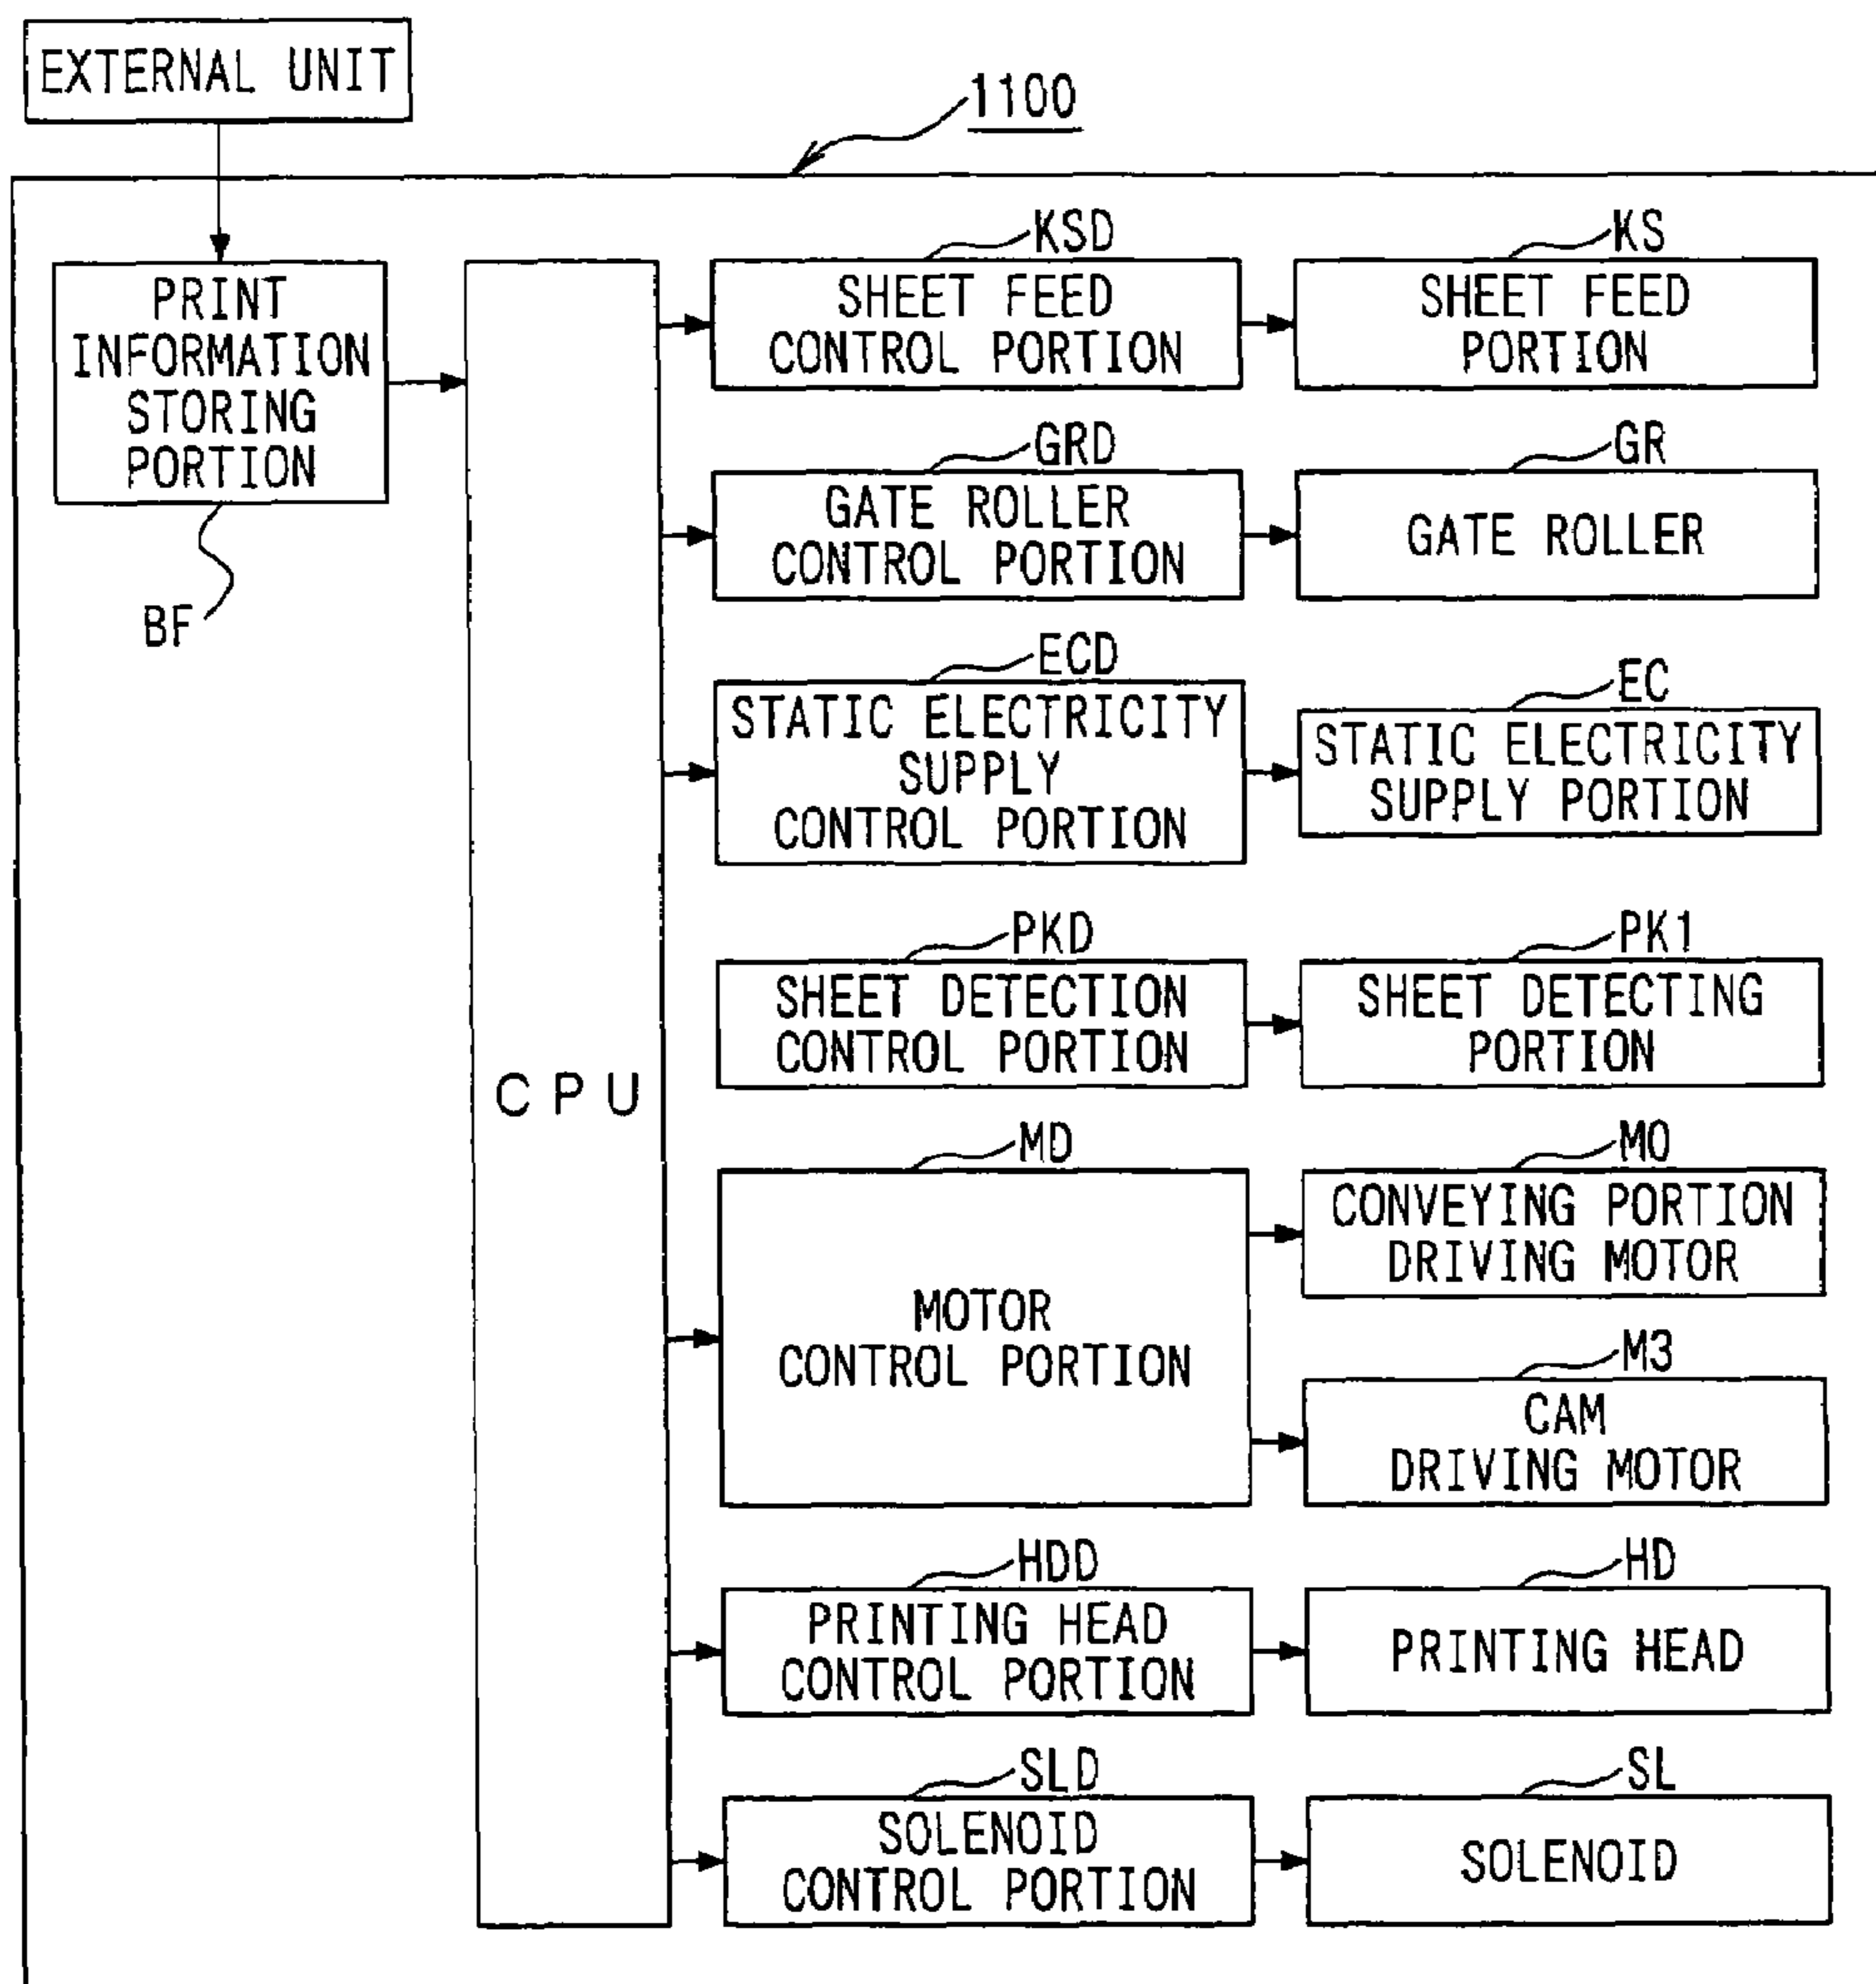 EXTERNAL UNIT
1100
PRINT
INFORMATION
STORING
PORTION
BF
CPU
KSD
SHEET FEED
CONTROL PORTION
KS
SHEET FEED
PORTION
GRD
GATE ROLLER
CONTROL PORTION
GR
GATE ROLLER
ECD
STATIC ELECTRICITY
SUPPLY
CONTROL PORTION
EC
STATIC ELECTRICITY
SUPPLY PORTION
PKD
SHEET DETECTION
CONTROL PORTION
PK1
SHEET DETECTING
PORTION
MD
MOTOR
CONTROL PORTION
M0
CONVEYING PORTION
DRIVING MOTOR
M3
CAM
DRIVING MOTOR
HDD
PRINTING HEAD
CONTROL PORTION
HD
PRINTING HEAD
SLD
SOLENOID
CONTROL PORTION
SL
SOLENOID